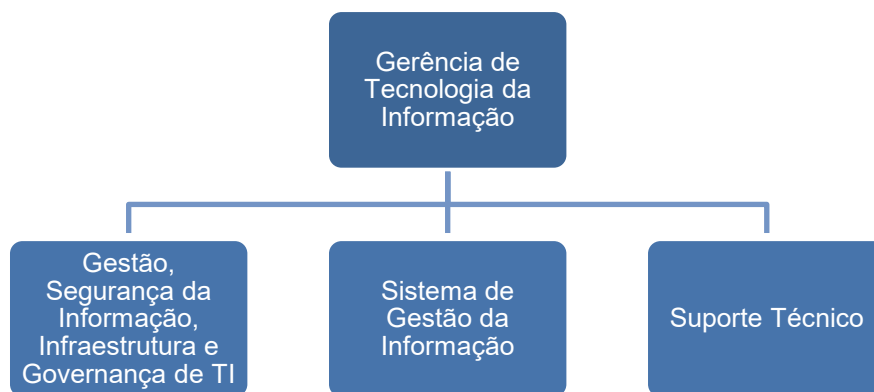 Gerência de
Tecnologia da
Informação
Gestão,
Segurança da
Informação,
Infraestrutura e
Governança de TI
Sistema de
Gestão da
Informação
Suporte Técnico